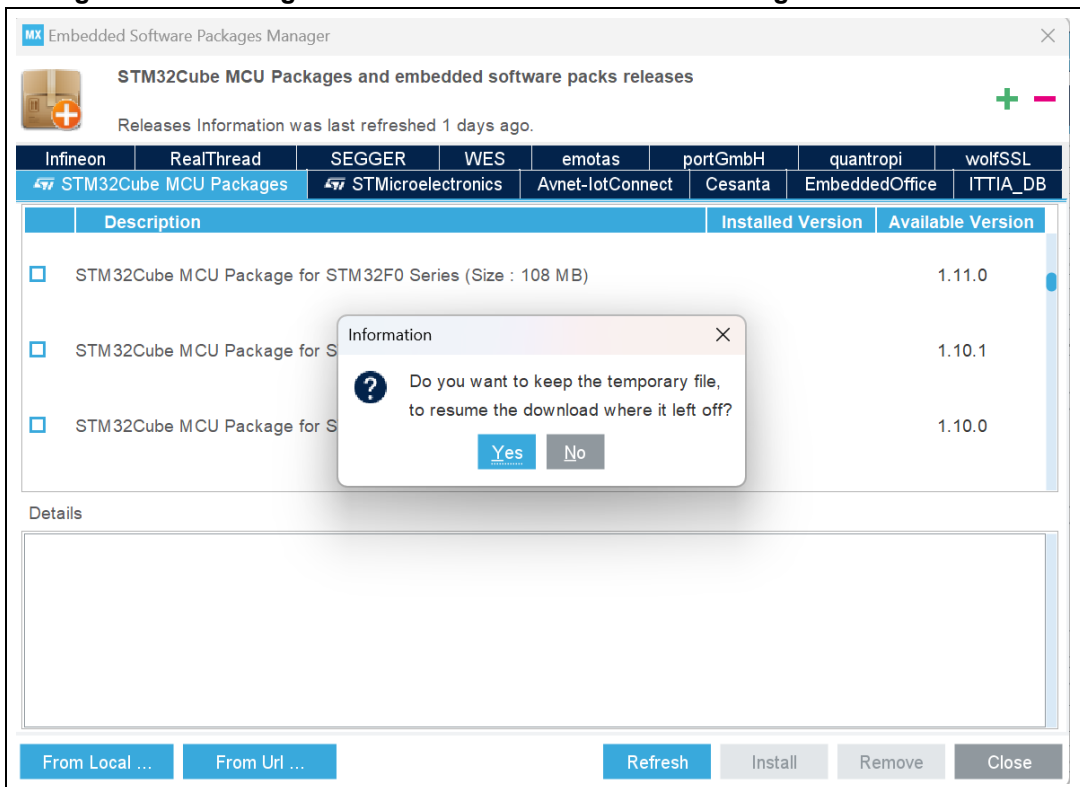 MX Embedded Software Packages Manager
STM32Cube MCU Packages and embedded software packs releases
Releases Information was last refreshed 1 days ago.
Infineon RealThread SEGGER WES emotas portGmbH quantropi wolfSSL
STM32Cube MCU Packages STMicroelectronics Avnet-IotConnect Cesanta EmbeddedOffice ITTIA_DB
Description Installed Version Available Version
STM32Cube MCU Package for STM32F0 Series (Size : 108 MB) 1.11.0
Information
STM32Cube MCU Package for S 1.10.1
Do you want to keep the temporary file,
to resume the download where it left off?
STM32Cube MCU Package for S 1.10.0
Yes No
Details
From Local ... From Url ... Refresh Install Remove Close